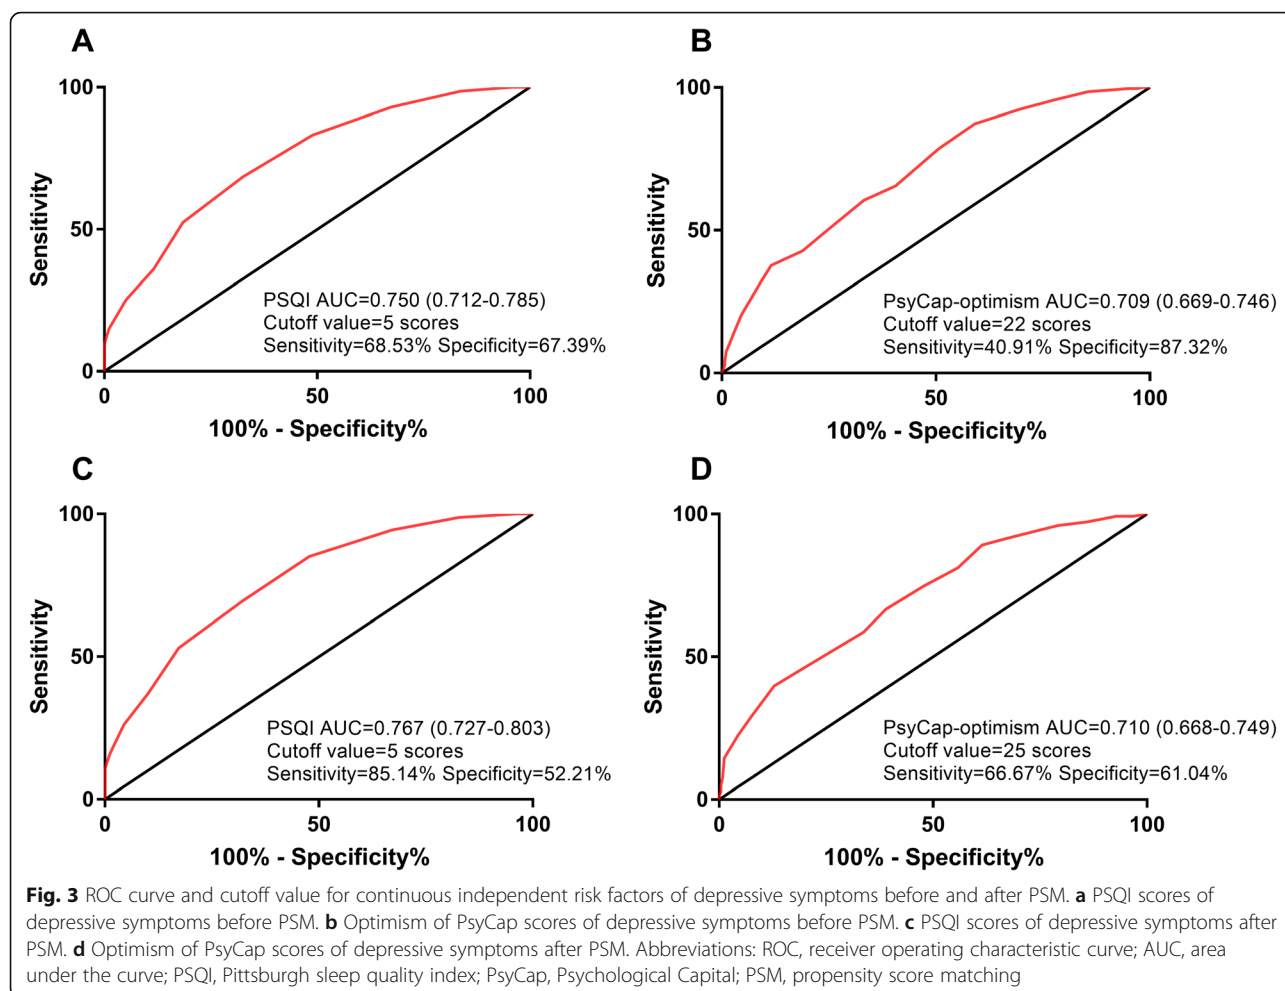 A
100
50
0
0
50
100
Sensitivity
100% - Specificity%
PSQI AUC=0.750 (0.712-0.785)
Cutoff value=5 scores
Sensitivity=68.53% Specificity=67.39%
B
100
50
0
0
50
100
Sensitivity
100% - Specificity%
PsyCap-optimism AUC=0.709 (0.669-0.746)
Cutoff value=22 scores
Sensitivity=40.91% Specificity=87.32%
C
100
50
0
0
50
100
Sensitivity
100% - Specificity%
PSQI AUC=0.767 (0.727-0.803)
Cutoff value=5 scores
Sensitivity=85.14% Specificity=52.21%
D
100
50
0
0
50
100
Sensitivity
100% - Specificity%
PsyCap-optimism AUC=0.710 (0.668-0.749)
Cutoff value=25 scores
Sensitivity=66.67% Specificity=61.04%
Fig. 3 ROC curve and cutoff value for continuous independent risk factors of depressive symptoms before and after PSM. a PSQI scores of
depressive symptoms before PSM. b Optimism of PsyCap scores of depressive symptoms before PSM. c PSQI scores of depressive symptoms after
PSM. d Optimism of PsyCap scores of depressive symptoms after PSM. Abbreviations: ROC, receiver operating characteristic curve; AUC, area
under the curve; PSQI, Pittsburgh sleep quality index; PsyCap, Psychological Capital; PSM, propensity score matching